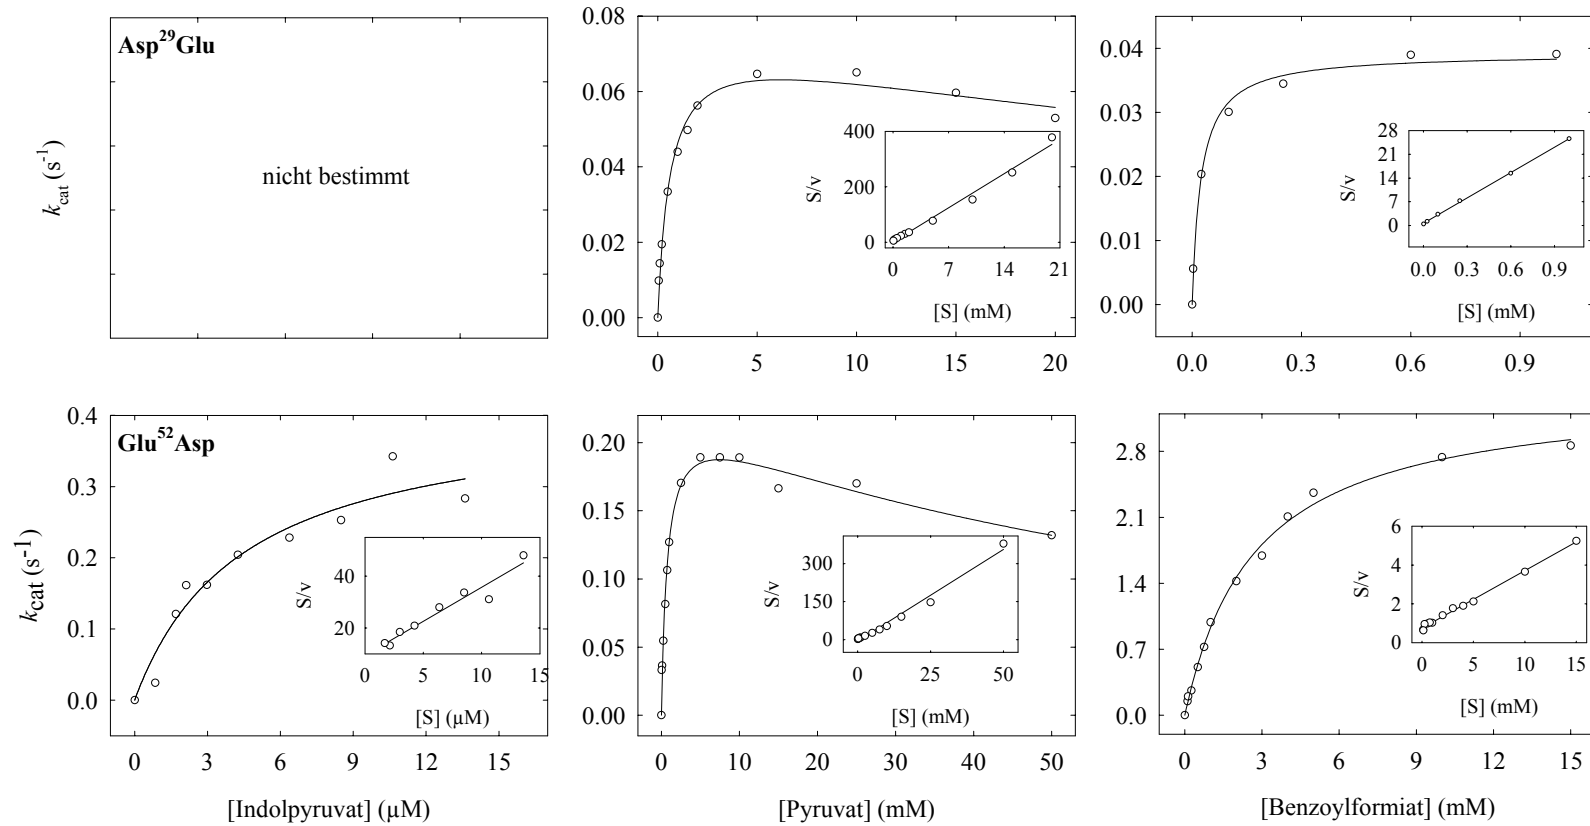 Asp²⁹Glu
k_cat (s⁻¹)
nicht bestimmt
0.08
0.06
0.04
0.02
0.00
0 5 10 15 20
400
200
0
S/v
0 7 14 21
[S] (mM)
0.04
0.03
0.02
0.01
0.00
0.0 0.3 0.6 0.9
28
21
14
7
0
S/v
0.0 0.3 0.6 0.9
[S] (mM)
Glu⁵²Asp
k_cat (s⁻¹)
0.4
0.3
0.2
0.1
0.0
0 3 6 9 12
[Indolpyruvat] (µM)
40
20
S/v
0 5 10 15
[S] (µM)
0.20
0.15
0.10
0.05
0.00
0 10 20 30 40 50
[Pyruvat] (mM)
300
150
0
S/v
0 25 50
[S] (mM)
2.8
2.1
1.4
0.7
0.0
0 3 6 9 12 15
[Benzoylformiat] (mM)
6
4
2
0
S/v
0 5 10 15
[S] (mM)